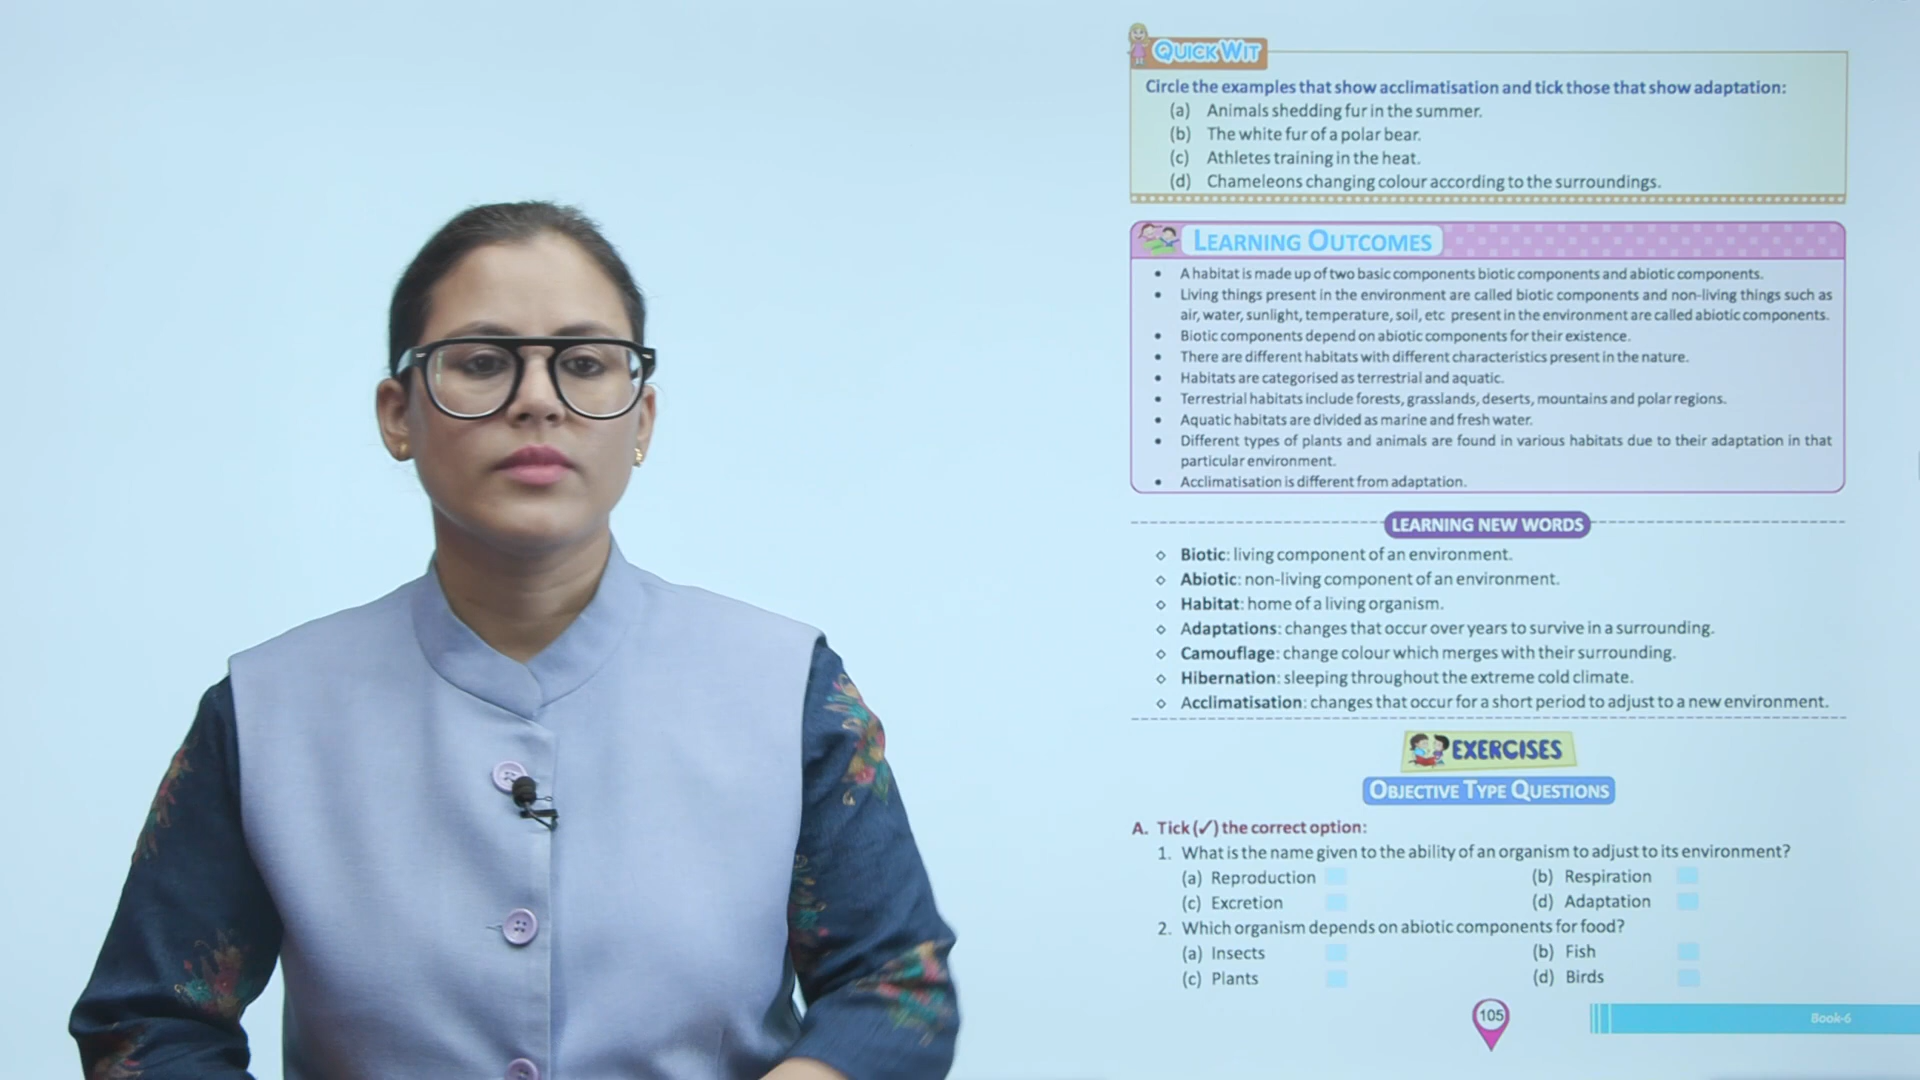 QUICK WIT
Circle the examples that show acclimatisation and tick those that show adaptation:
(a) Animals shedding fur in the summer.
(b) The white fur of a polar bear.
(c) Athletes training in the heat.
(d) Chameleons changing colour according to the surroundings.
LEARNING OUTCOMES
• A habitat is made up of two basic components biotic components and abiotic components.
• Living things present in the environment are called biotic components and non-living things such as
air, water, sunlight, temperature, soil, etc present in the environment are called abiotic components.
• Biotic components depend on abiotic components for their existence.
• There are different habitats with different characteristics present in the nature.
• Habitats are categorised as terrestrial and aquatic.
• Terrestrial habitats include forests, grasslands, deserts, mountains and polar regions.
• Aquatic habitats are divided as marine and fresh water.
• Different types of plants and animals are found in various habitats due to their adaptation in that
particular environment.
• Acclimatisation is different from adaptation.
LEARNING NEW WORDS
◇ Biotic: living component of an environment.
◇ Abiotic: non-living component of an environment.
◇ Habitat: home of a living organism.
◇ Adaptations: changes that occur over years to survive in a surrounding.
◇ Camouflage: change colour which merges with their surrounding.
◇ Hibernation: sleeping throughout the extreme cold climate.
◇ Acclimatisation: changes that occur for a short period to adjust to a new environment.
EXERCISES
OBJECTIVE TYPE QUESTIONS
A. Tick (✓) the correct option:
1. What is the name given to the ability of an organism to adjust to its environment?
(a) Reproduction (b) Respiration
(c) Excretion (d) Adaptation
2. Which organism depends on abiotic components for food?
(a) Insects (b) Fish
(c) Plants (d) Birds
105
Book-6